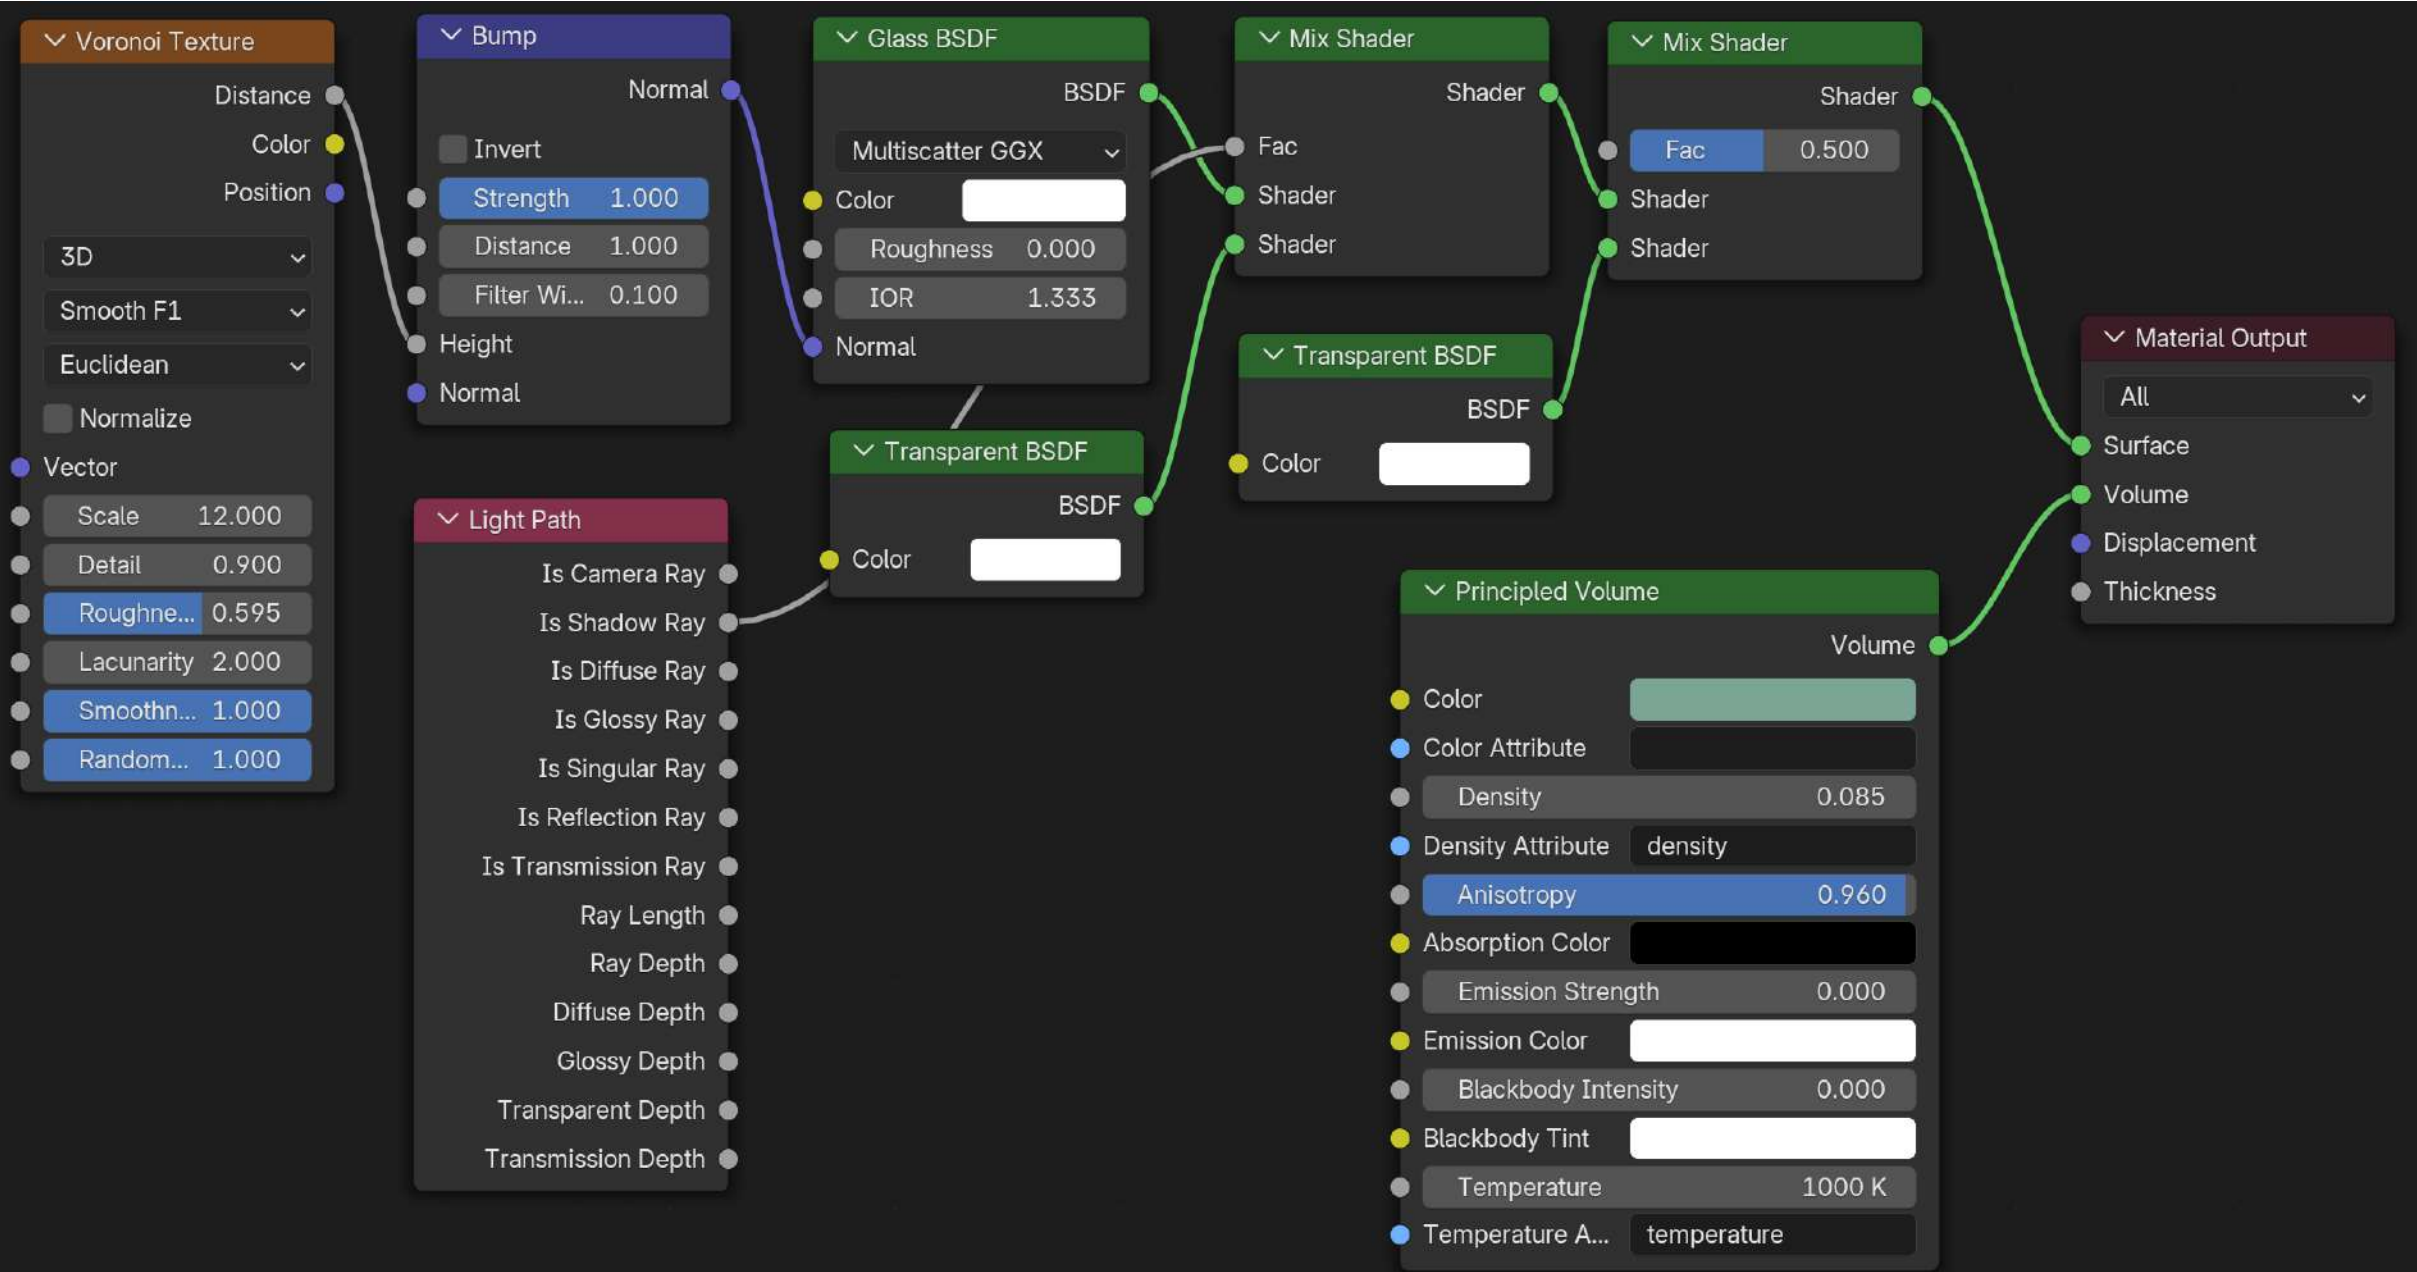 Voronoi Texture
Distance
Color
Position
3D
Smooth F1
Euclidean
Normalize
Vector
Scale 12.000
Detail 0.900
Roughne... 0.595
Lacunarity 2.000
Smoothn... 1.000
Random... 1.000
Bump
Normal
Invert
Strength 1.000
Distance 1.000
Filter Wi... 0.100
Height
Normal
Light Path
Is Camera Ray
Is Shadow Ray
Is Diffuse Ray
Is Glossy Ray
Is Singular Ray
Is Reflection Ray
Is Transmission Ray
Ray Length
Ray Depth
Diffuse Depth
Glossy Depth
Transparent Depth
Transmission Depth
Glass BSDF
BSDF
Multiscatter GGX
Color
Roughness 0.000
IOR 1.333
Normal
Transparent BSDF
BSDF
Color
Mix Shader
Shader
Fac
Shader
Shader
Transparent BSDF
BSDF
Color
Mix Shader
Shader
Fac 0.500
Shader
Shader
Principled Volume
Volume
Color
Color Attribute
Density 0.085
Density Attribute density
Anisotropy 0.960
Absorption Color
Emission Strength 0.000
Emission Color
Blackbody Intensity 0.000
Blackbody Tint
Temperature 1000 K
Temperature A... temperature
Material Output
All
Surface
Volume
Displacement
Thickness